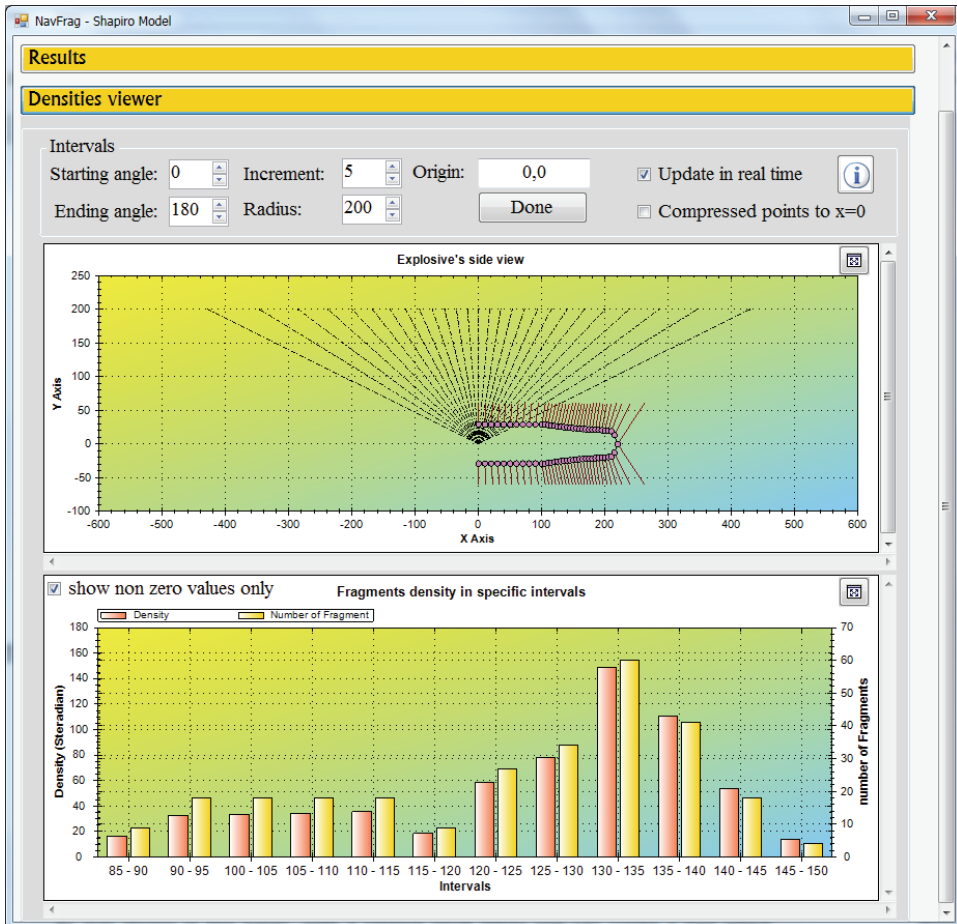 NavFrag - Shapiro Model
Results
Densities viewer
Intervals
Starting angle: 0 Increment: 5 Origin: 0,0 Update in real time
Ending angle: 180 Radius: 200 Done Compressed points to x=0
Explosive's side view
250
200
150
100
50
0
-50
-100
Y Axis
-600 -500 -400 -300 -200 -100 0 100 200 300 400 500 600
X Axis
show non zero values only
Fragments density in specific intervals
Density Number of Fragment
180
160
140
120
100
80
60
40
20
0
Density (Steradian)
70
60
50
40
30
20
10
0
number of Fragments
85 - 90 90 - 95 100 - 105 105 - 110 110 - 115 115 - 120 120 - 125 125 - 130 130 - 135 135 - 140 140 - 145 145 - 150
Intervals